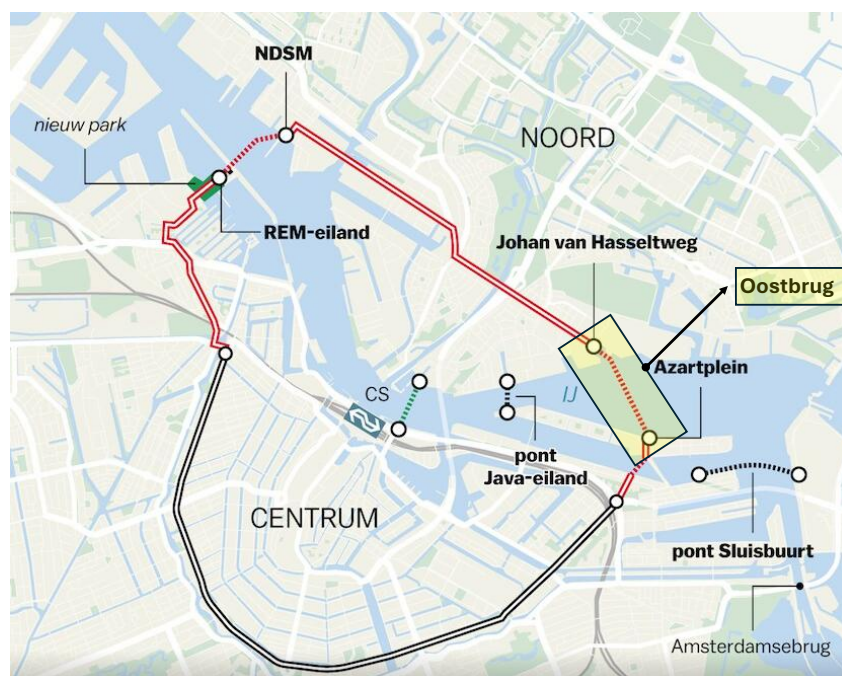 NDSM
nieuw park
NOORD
REM-eiland
Johan van Hasseltweg
Oostbrug
Azartplein
CS
IJ
pont
Java-eiland
CENTRUM
pont Sluisbuurt
Amsterdamsebrug